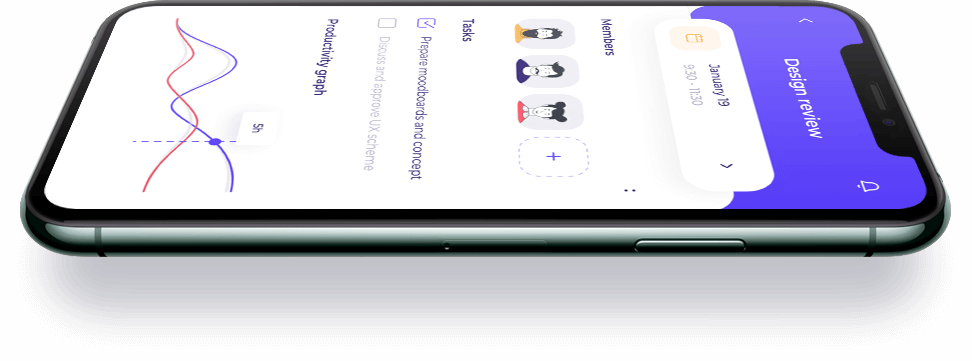 Design review
January 19
9:30 - 11:30
Members
+
Tasks
Prepare moodboards and concept
Discuss and approve UX scheme
Productivity graph
5h